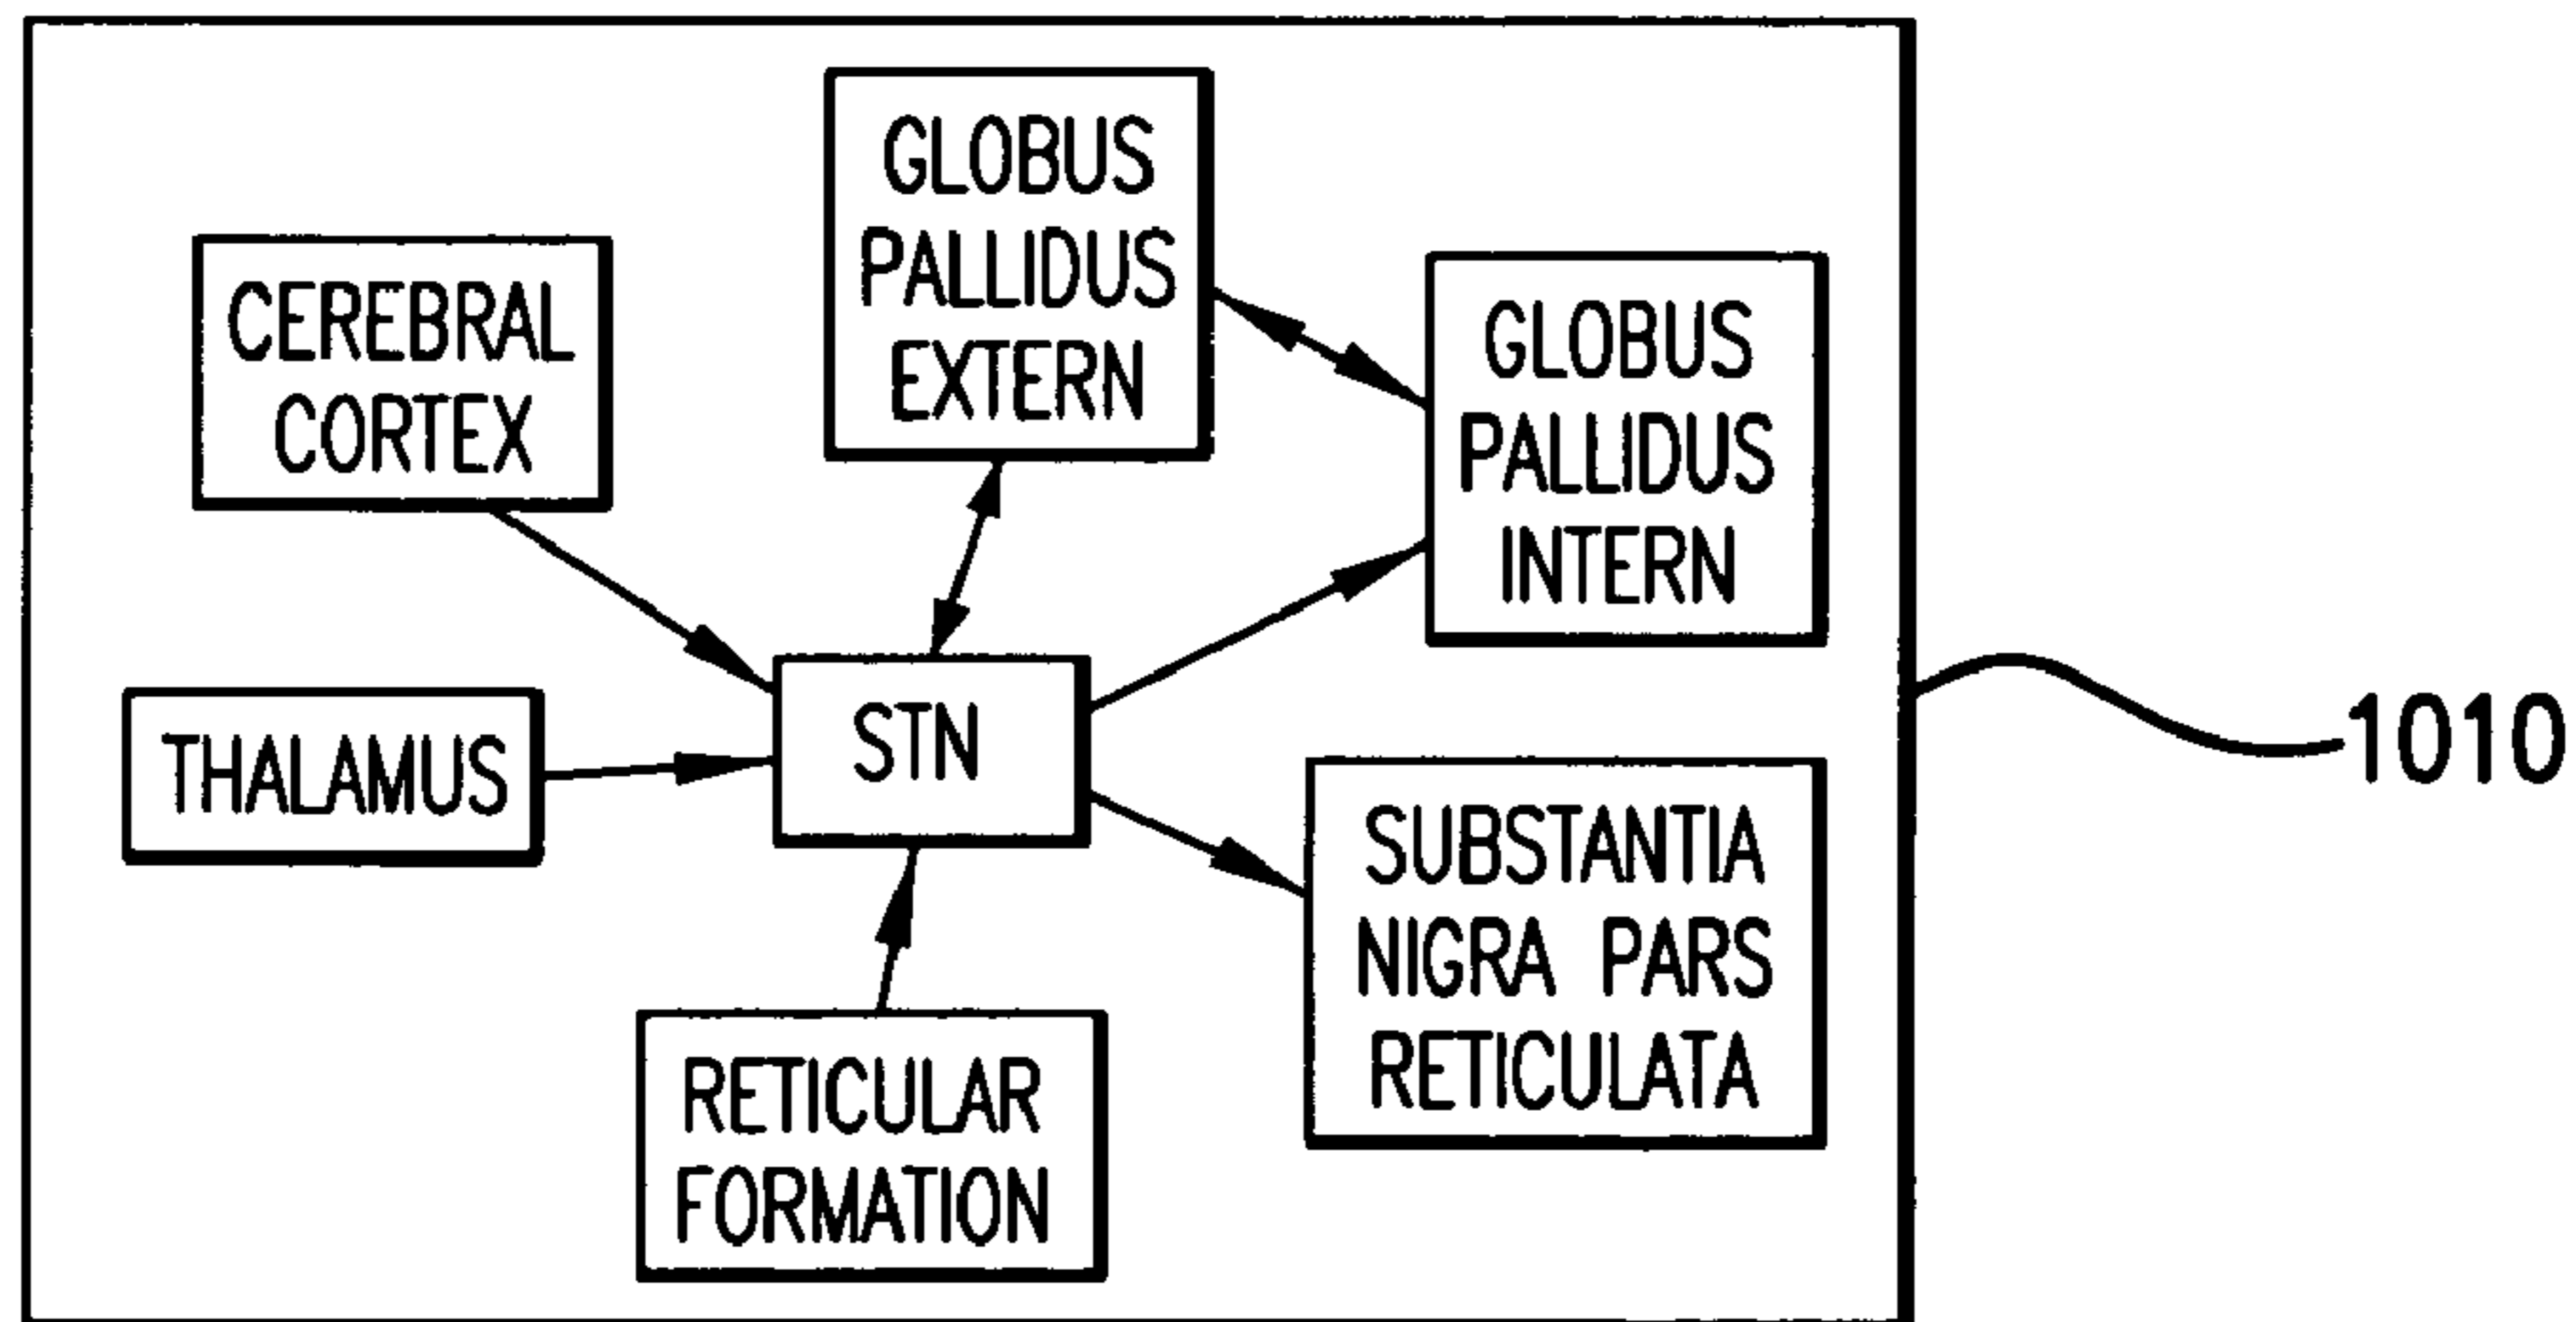 GLOBUS
PALLIDUS
EXTERN
CEREBRAL
CORTEX
GLOBUS
PALLIDUS
INTERN
THALAMUS
STN
1010
SUBSTANTIA
NIGRA PARS
RETICULATA
RETICULAR
FORMATION